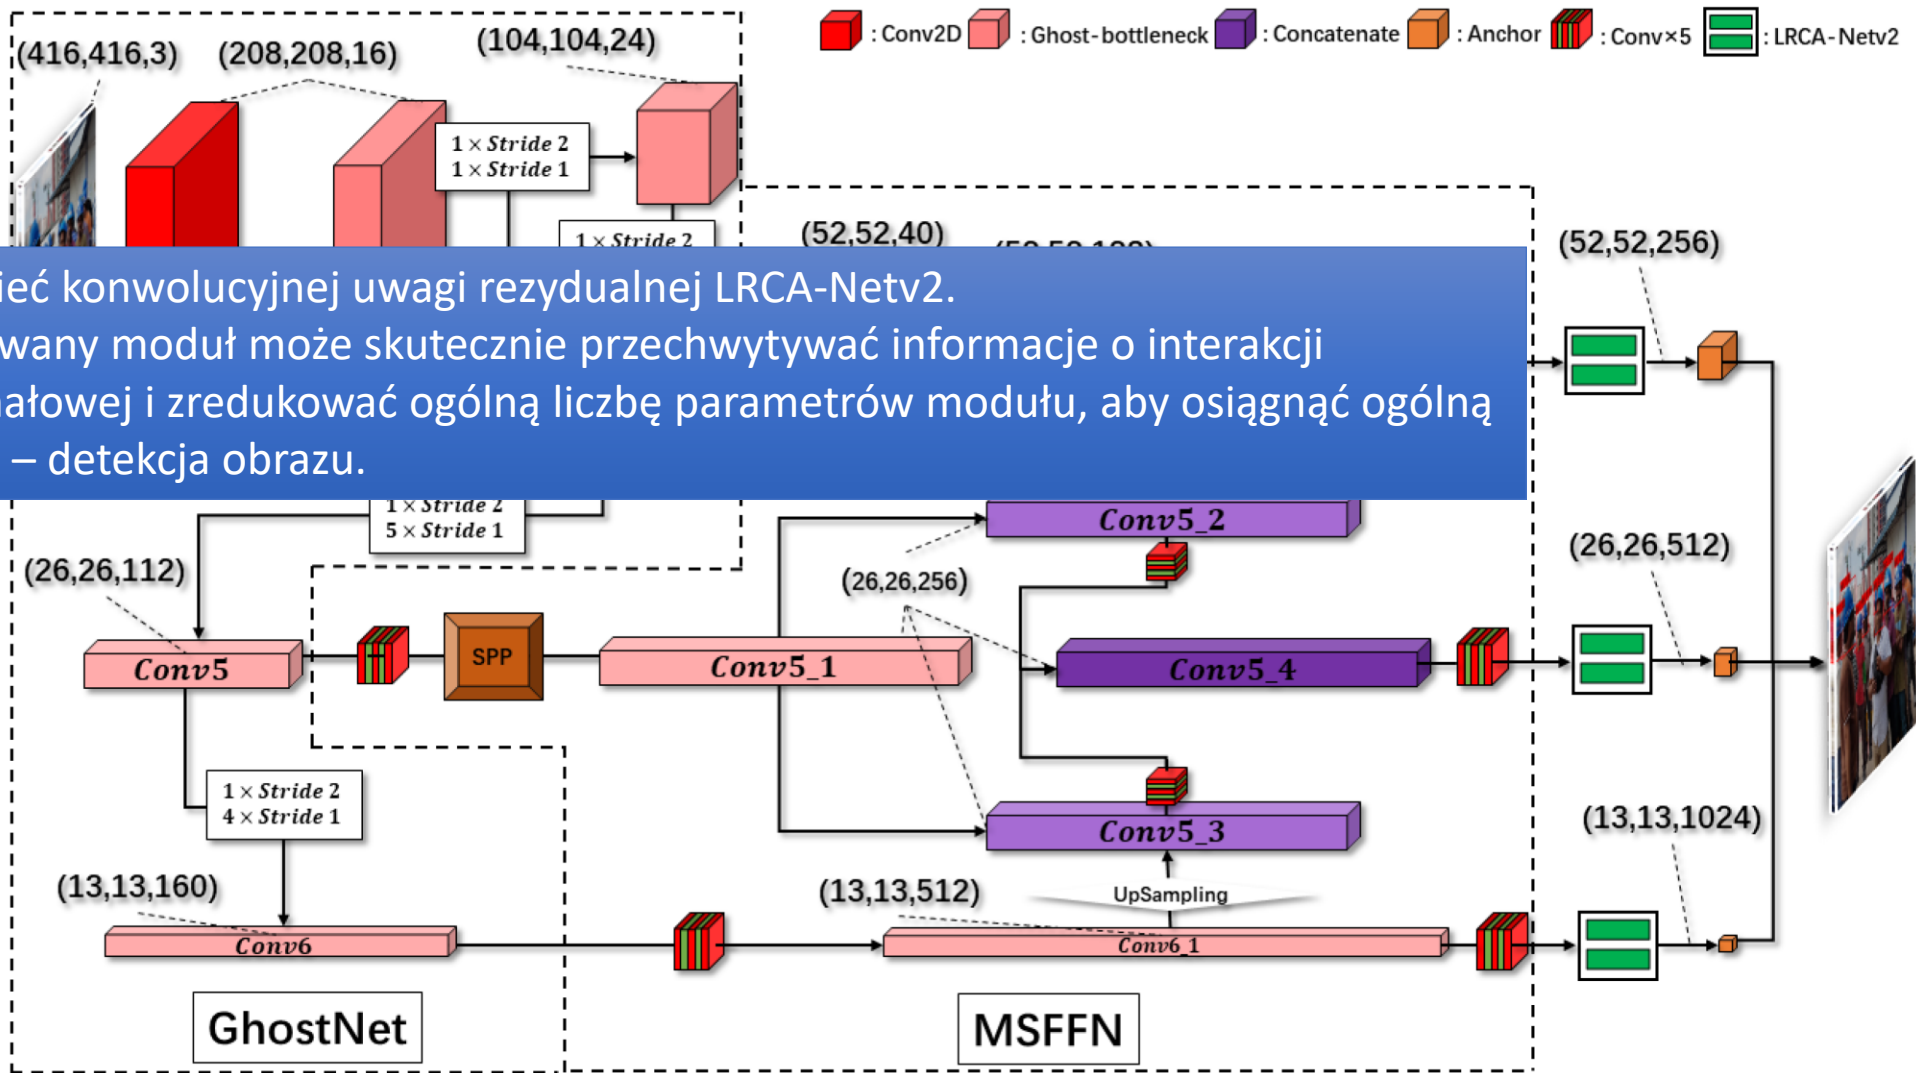 : Conv2D : Ghost-bottleneck : Concatenate : Anchor : Conv×5 : LRCA-Netv2
(416,416,3) (208,208,16) (104,104,24)
1 × Stride 2
1 × Stride 1
1 × Stride 2
(52,52,40)
(52,52,256)
konwolucyjnej uwagi rezydualnej LRCA-Netv2.
moduł może skutecznie przechwytywać informacje o interakcji
i zredukować ogólną liczbę parametrów modułu, aby osiągnąć ogólną
– detekcja obrazu.
1 × Stride 2
5 × Stride 1
Conv5_2
(26,26,112)
(26,26,256)
(26,26,512)
Conv5
SPP
Conv5_1
Conv5_4
1 × Stride 2
4 × Stride 1
Conv5_3
(13,13,1024)
(13,13,160)
(13,13,512)
UpSampling
Conv6
Conv6_1
GhostNet
MSFFN